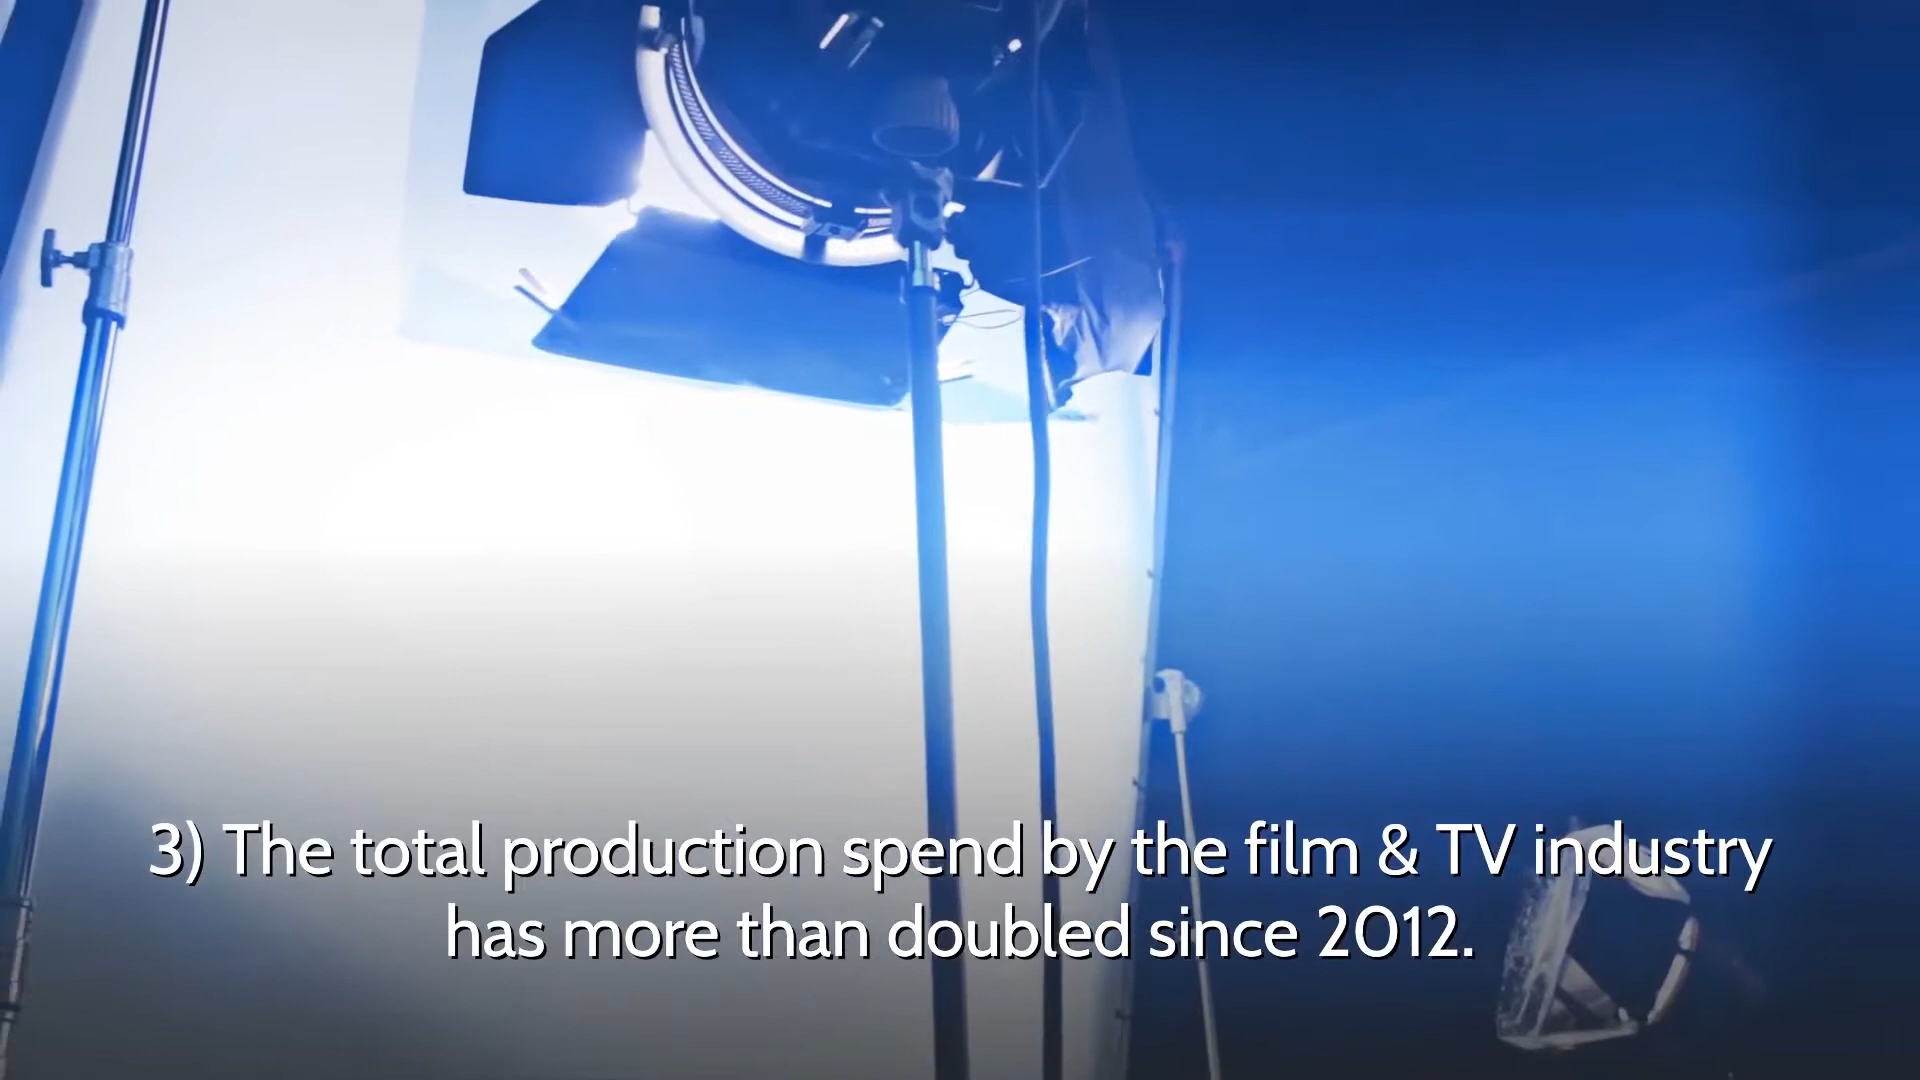 3) The total production spend by the film & TV industry
has more than doubled since 2012.